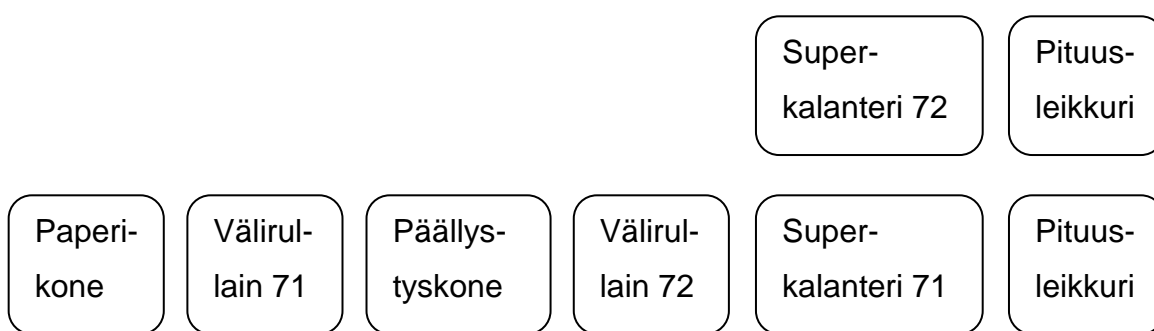 Super-
kalanteri 72
Pituus-
leikkuri
Paperi-
kone
Välirul-
lain 71
Päällys-
tyskone
Välirul-
lain 72
Super-
kalanteri 71
Pituus-
leikkuri